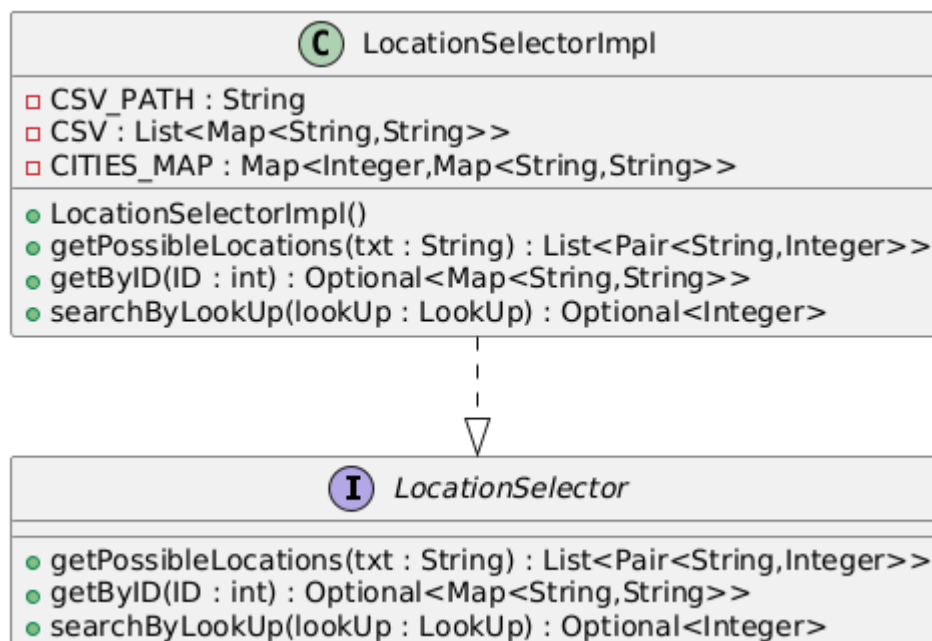 C LocationSelectorImpl
CSV_PATH : String
CSV : List<Map<String,String>>
CITIES_MAP : Map<Integer,Map<String,String>>
LocationSelectorImpl()
getPossibleLocations(txt : String) : List<Pair<String,Integer>>
getByID(ID : int) : Optional<Map<String,String>>
searchByLookUp(lookUp : LookUp) : Optional<Integer>
I LocationSelector
getPossibleLocations(txt : String) : List<Pair<String,Integer>>
getByID(ID : int) : Optional<Map<String,String>>
searchByLookUp(lookUp : LookUp) : Optional<Integer>